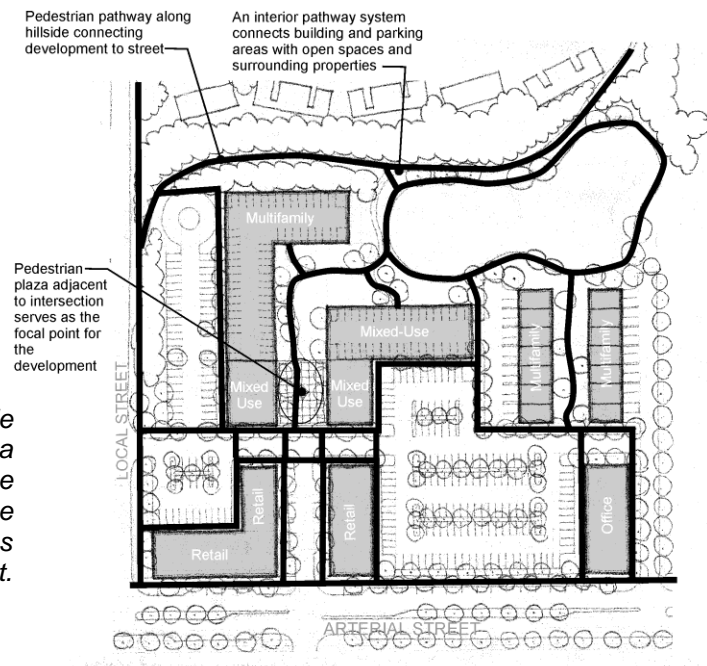 Pedestrian pathway along
hillside connecting
development to street
An interior pathway system
connects building and parking
areas with open spaces and
surrounding properties
Multifamily
Pedestrian
plaza adjacent
to intersection
serves as the
focal point for
the
development
Mixed-Use
Multifamily
Multifamily
Mixed
Use
Mixed
Use
LOCAL STREET
e
a
e
e
s
t.
Retail
Retail
Retail
Office
ARTERIAL STREET